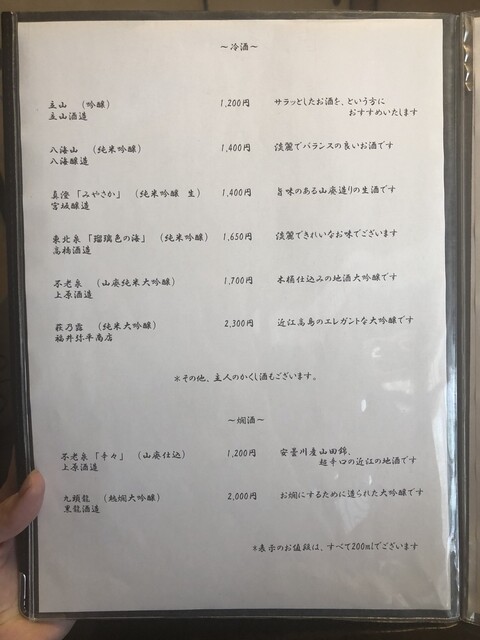 ～冷酒～
立山 （吟醸） 1,200円 サラッとしたお酒を、という方に
立山酒造 おすすめいたします
八海山 （純米吟醸） 1,400円 淡麗でバランスの良いお酒です
八海醸造
真澄「みやさか」 （純米吟醸 生） 1,400円 旨味のある山廃造りの生酒です
宮坂醸造
東北泉「瑠璃色の海」 （純米吟醸） 1,650円 淡麗できれいなお味でございます
高橋酒造
不老泉 （山廃純米大吟醸） 1,700円 木桶仕込みの地酒大吟醸です
上原酒造
萩乃露 （純米大吟醸） 2,300円 近江高島のエレガントな大吟醸です
福井弥平商店
＊その他、主人のかくし酒もございます。
～燗酒～
不老泉「辛々」 （山廃仕込） 1,200円 安曇川産山田錦、
上原酒造 超辛口の近江の地酒です
九頭龍 （熱燗大吟醸） 2,000円 お燗にするために造られた大吟醸です
黒龍酒造
＊表示のお値段は、すべて200mlでございます